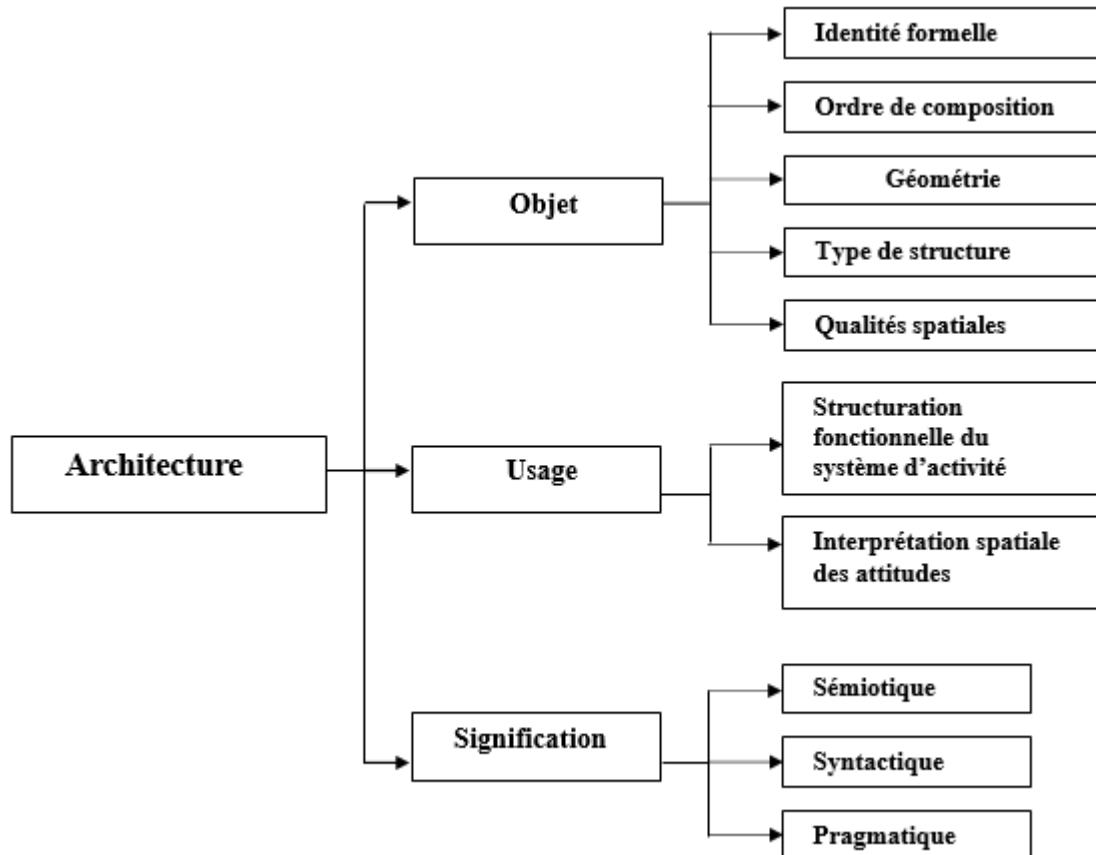 Identité formelle
Ordre de composition
Géométrie
Objet
Type de structure
Qualités spatiales
Structuration
fonctionnelle du
système d’activité
Architecture
Usage
Interprétation spatiale
des attitudes
Sémiotique
Signification
Syntactique
Pragmatique